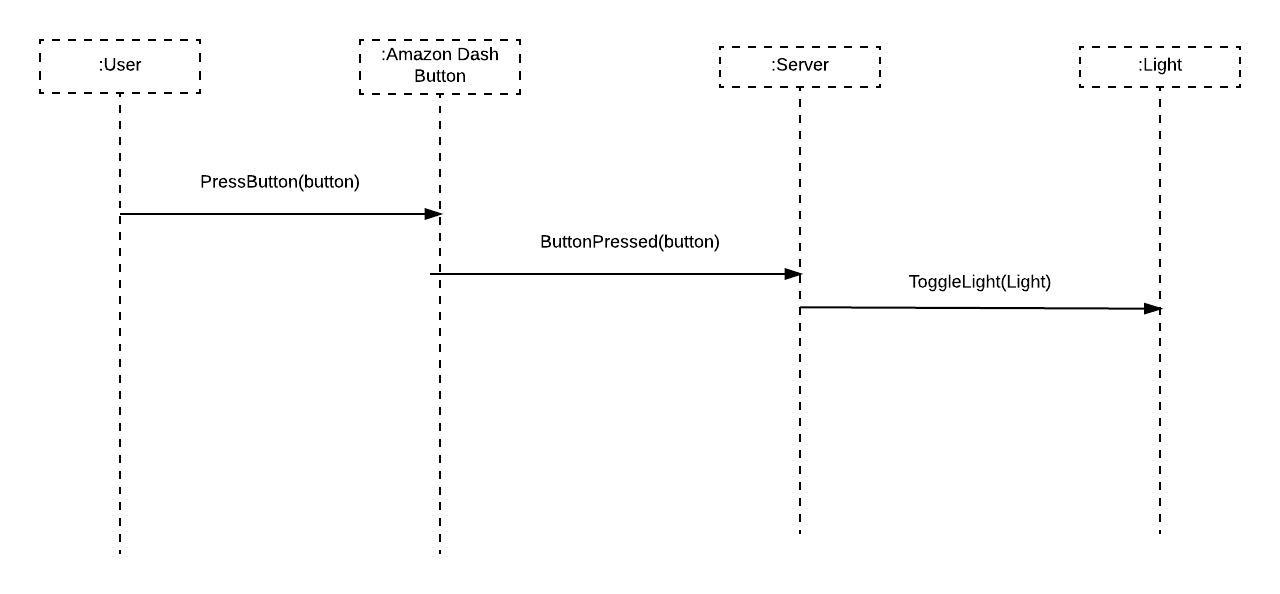 :User
:Amazon Dash
Button
:Server
:Light
PressButton(button)
ButtonPressed(button)
ToggleLight(Light)